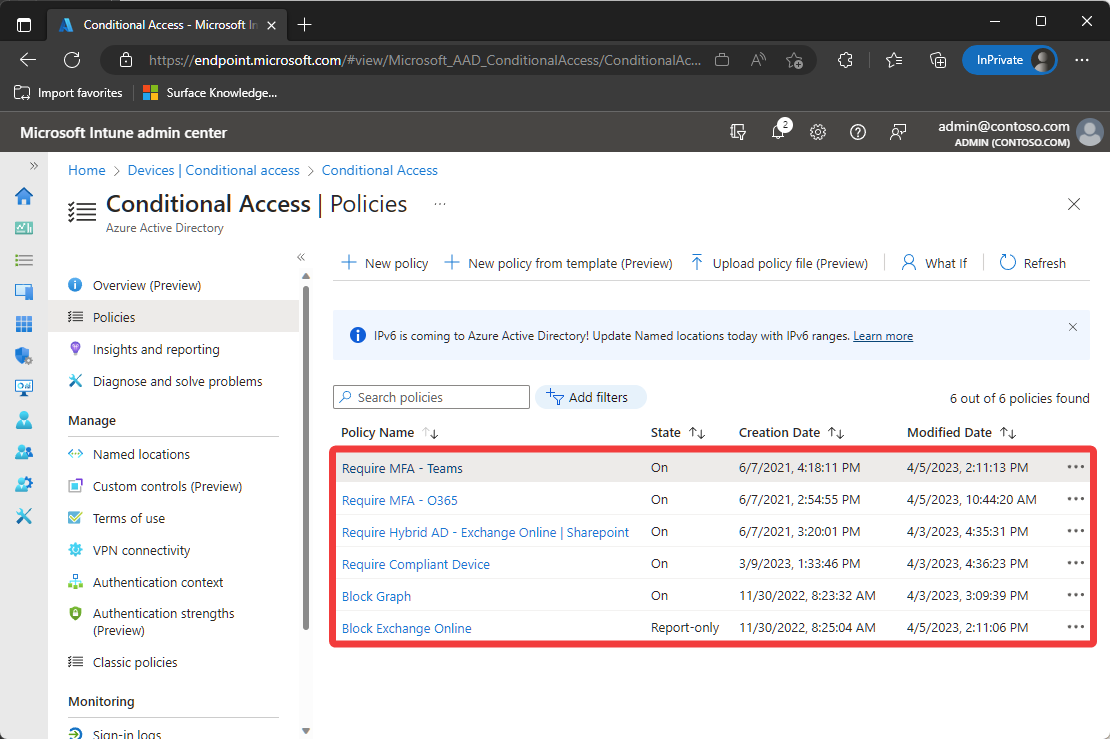 Conditional Access - Microsoft In
https://endpoint.microsoft.com/#view/Microsoft_AAD_ConditionalAccess/ConditionalAc...
InPrivate
Import favorites
Surface Knowledge...
Microsoft Intune admin center
2
admin@contoso.com
ADMIN (CONTOSO.COM)
Home > Devices | Conditional access > Conditional Access
Conditional Access | Policies ...
Azure Active Directory
Overview (Preview)
Policies
Insights and reporting
Diagnose and solve problems
Manage
Named locations
Custom controls (Preview)
Terms of use
VPN connectivity
Authentication context
Authentication strengths
(Preview)
Classic policies
Monitoring
Sign-in logs
New policy New policy from template (Preview) Upload policy file (Preview) What If Refresh
IPv6 is coming to Azure Active Directory! Update Named locations today with IPv6 ranges. Learn more
Search policies Add filters
6 out of 6 policies found
Policy Name State Creation Date Modified Date
Require MFA - Teams On 6/7/2021, 4:18:11 PM 4/5/2023, 2:11:13 PM
Require MFA - O365 On 6/7/2021, 2:54:55 PM 4/5/2023, 10:44:20 AM
Require Hybrid AD - Exchange Online | Sharepoint On 6/7/2021, 3:20:01 PM 4/3/2023, 4:35:31 PM
Require Compliant Device On 3/9/2023, 1:33:46 PM 4/3/2023, 4:36:23 PM
Block Graph On 11/30/2022, 8:23:32 AM 4/3/2023, 3:09:39 PM
Block Exchange Online Report-only 11/30/2022, 8:25:04 AM 4/5/2023, 2:11:06 PM